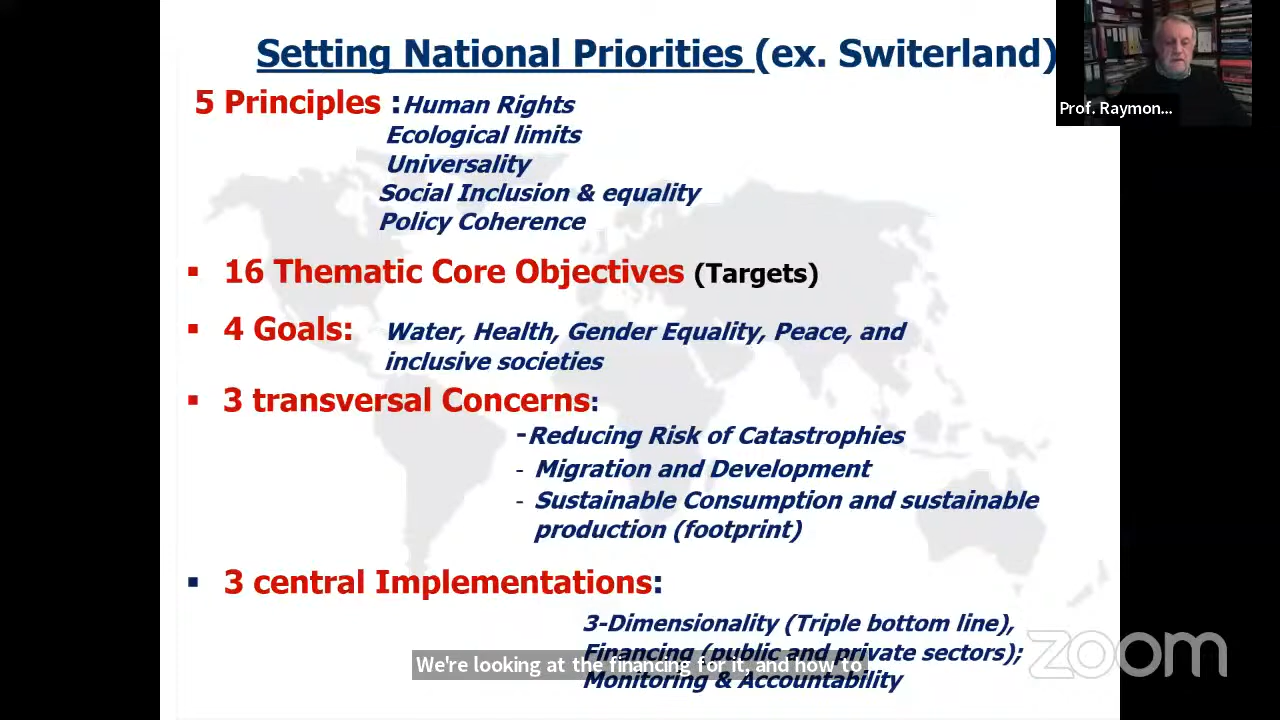 Setting National Priorities (ex. Switerland)
Prof. Raymon...
5 Principles : Human Rights
Ecological limits
Universality
Social Inclusion & equality
Policy Coherence
▪ 16 Thematic Core Objectives (Targets)
▪ 4 Goals: Water, Health, Gender Equality, Peace, and
inclusive societies
▪ 3 transversal Concerns:
-Reducing Risk of Catastrophies
- Migration and Development
- Sustainable Consumption and sustainable
production (footprint)
▪ 3 central Implementations:
3-Dimensionality (Triple bottom line),
Financing (public and private sectors);
We're looking at the financing for it, and how to
Monitoring & Accountability
zoom